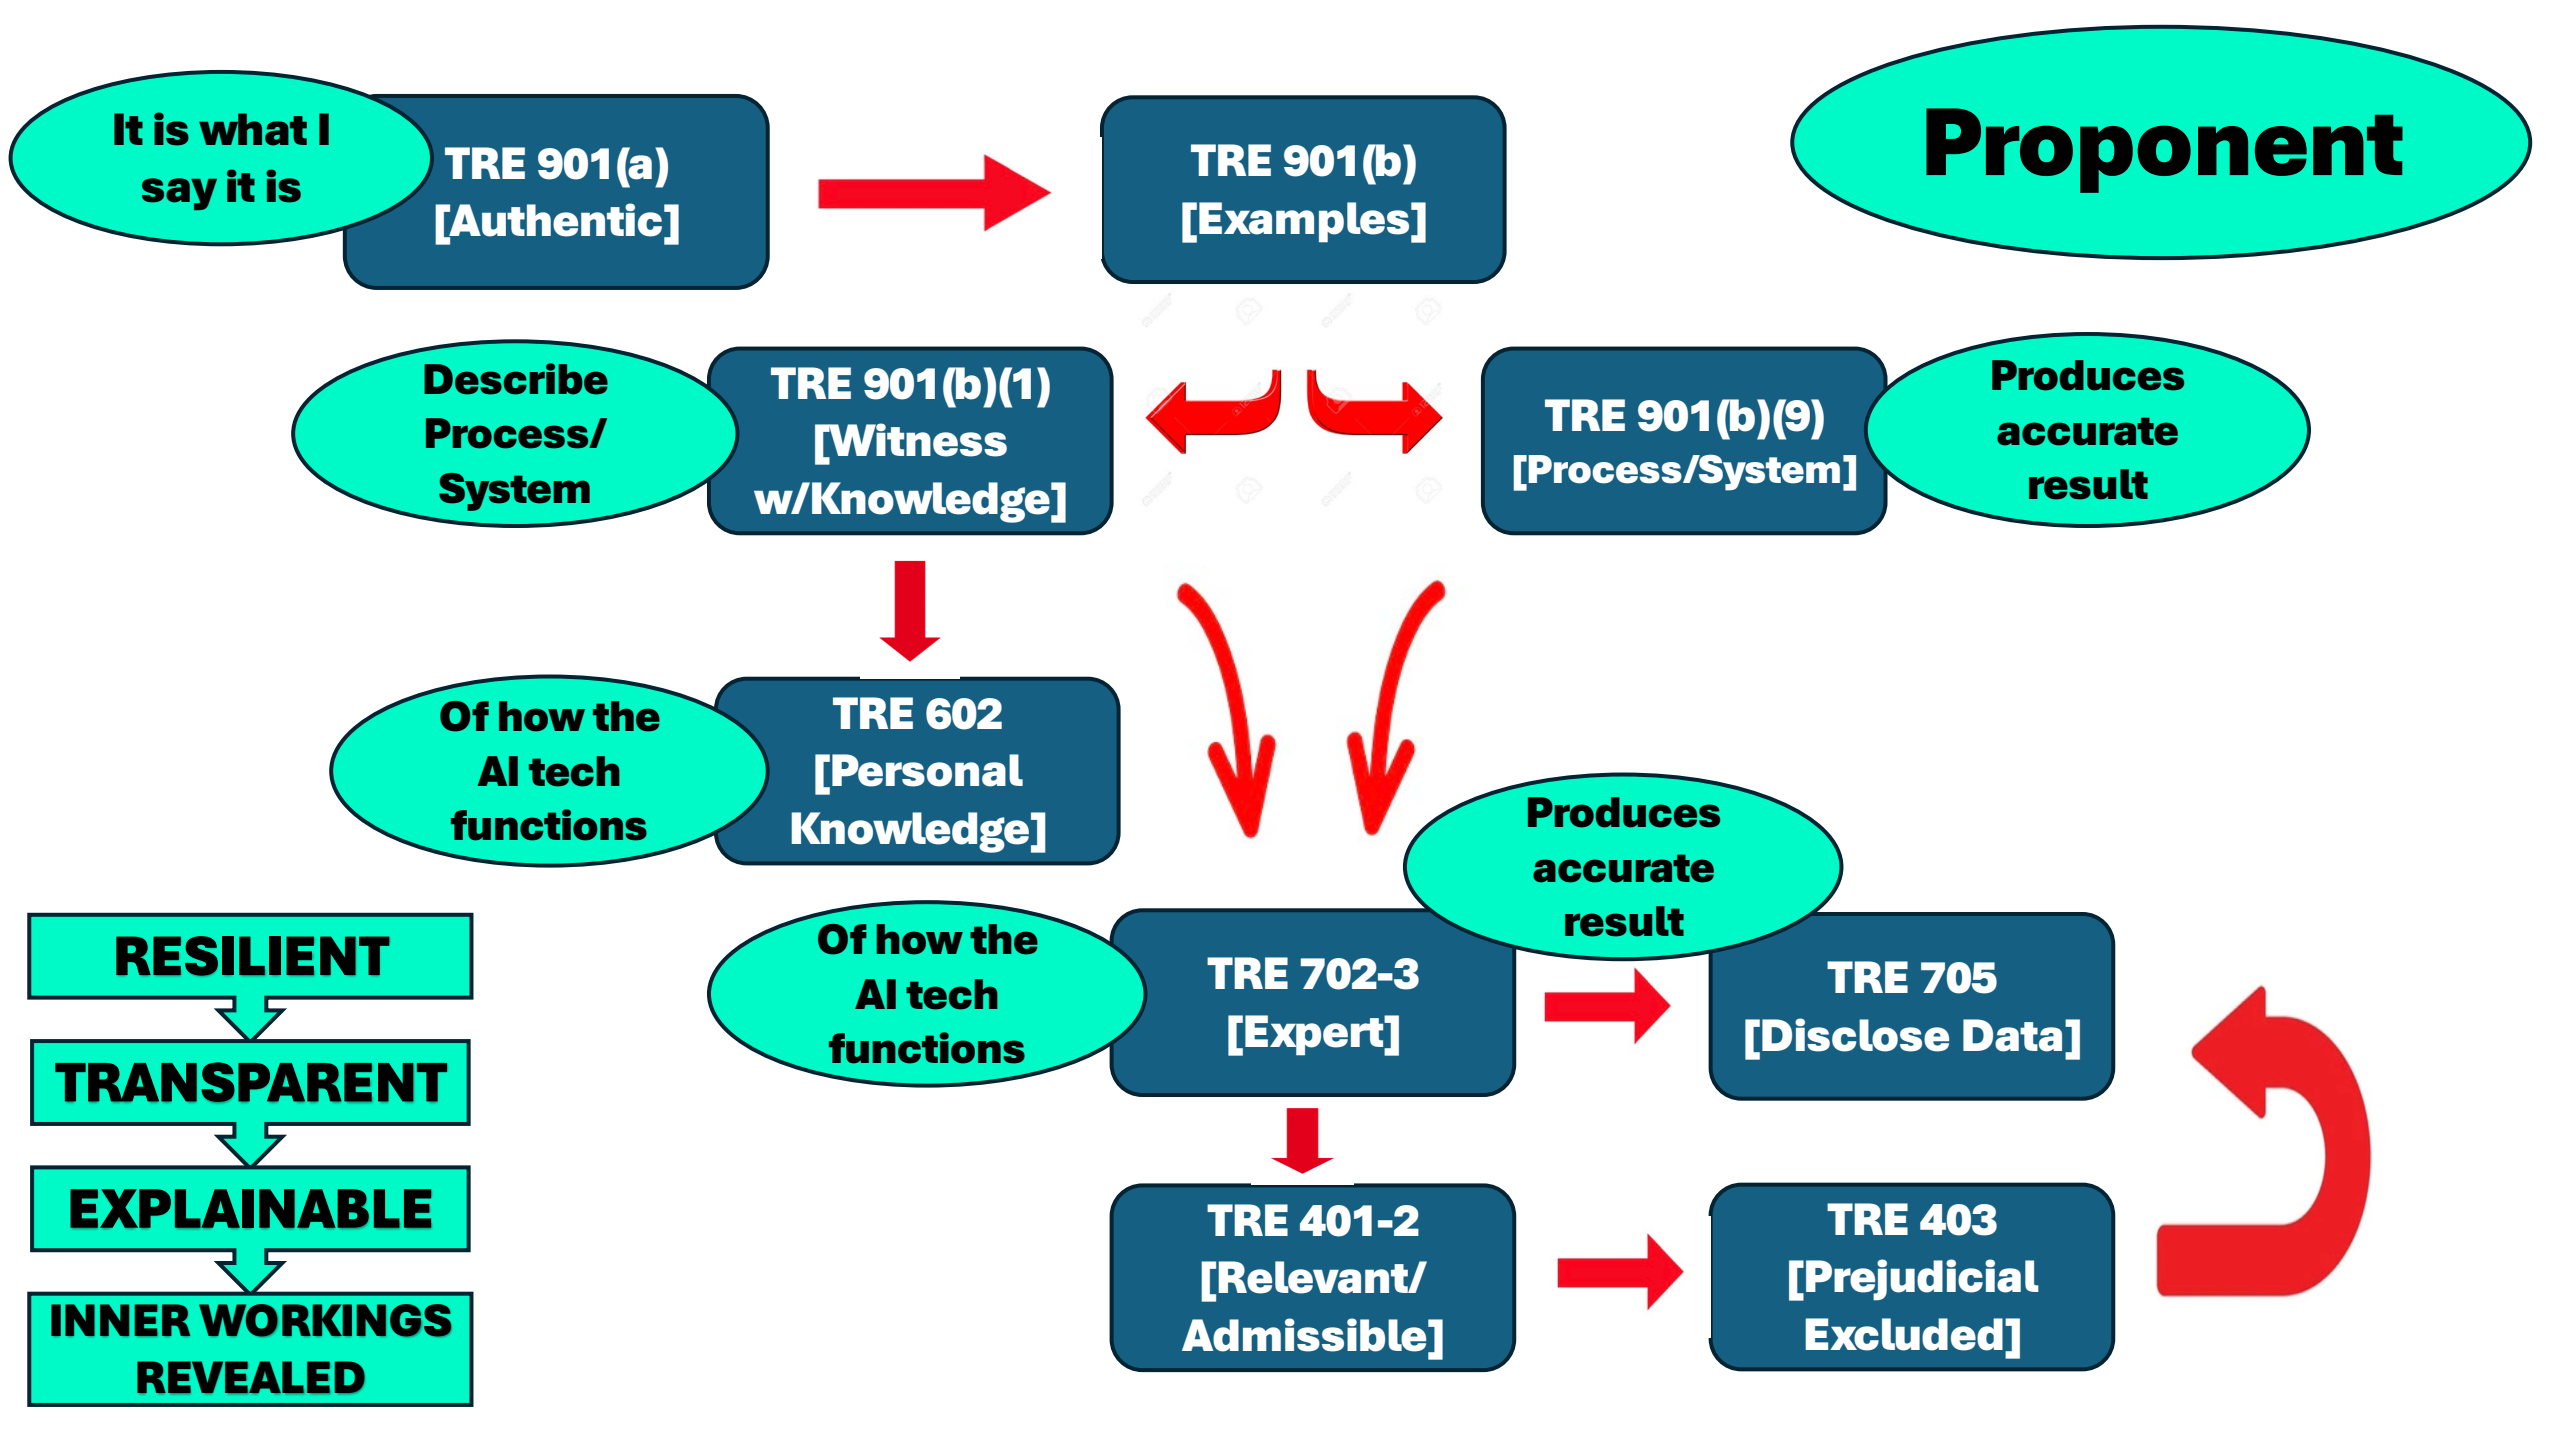 It is what I
say it is
TRE 901(a)
[Authentic]
TRE 901(b)
[Examples]
Proponent
Describe
Process/
System
TRE 901(b)(1)
[Witness
w/Knowledge]
TRE 901(b)(9)
[Process/System]
Produces
accurate
result
Of how the
AI tech
functions
TRE 602
[Personal
Knowledge]
Produces
accurate
result
Of how the
AI tech
functions
TRE 702-3
[Expert]
TRE 705
[Disclose Data]
TRE 401-2
[Relevant/
Admissible]
TRE 403
[Prejudicial
Excluded]
RESILIENT
TRANSPARENT
EXPLAINABLE
INNER WORKINGS
REVEALED